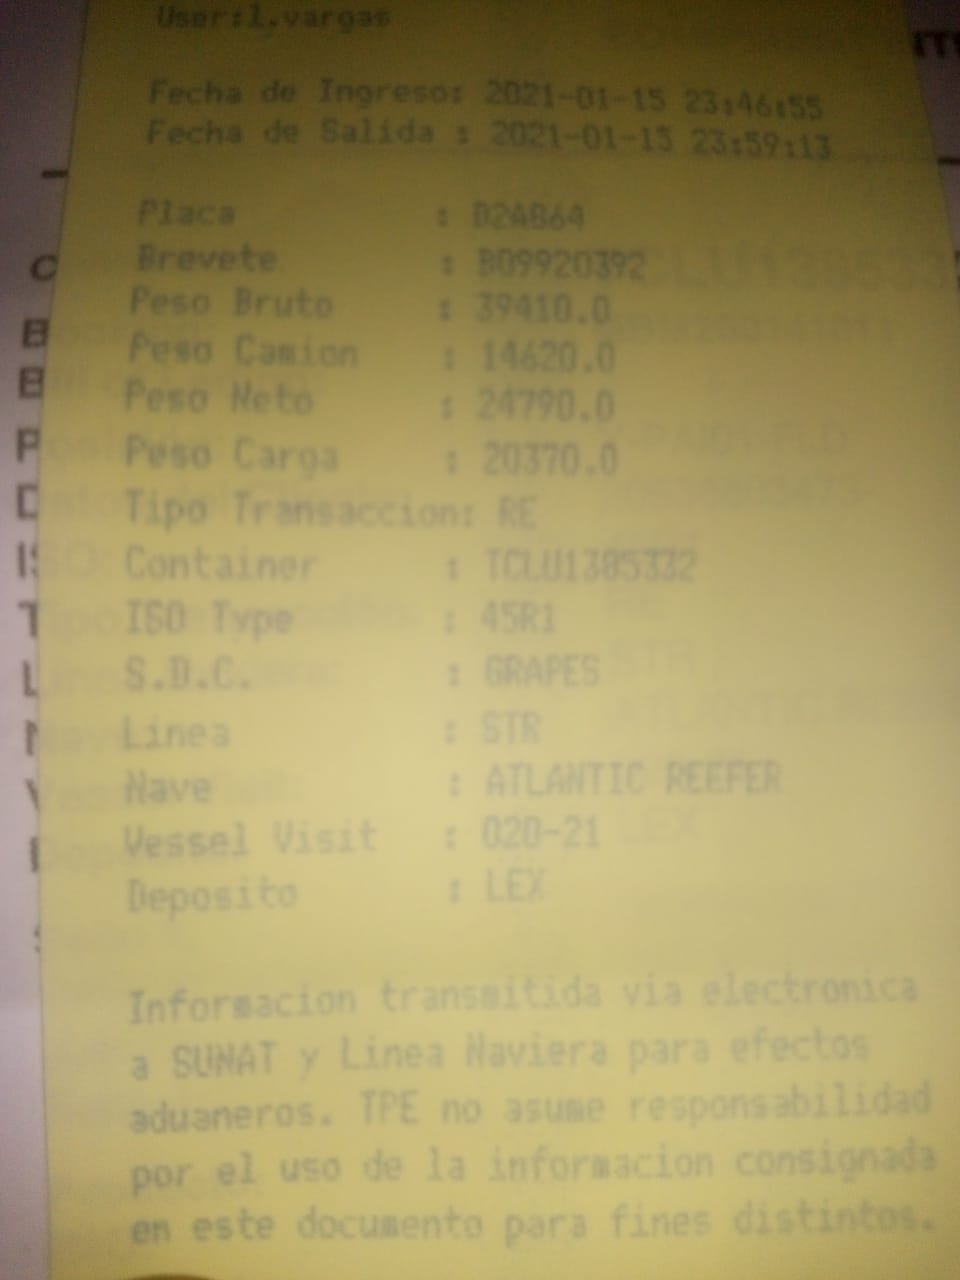 User:l.vargas
Fecha de Ingreso: 2021-01-15 23:46:55
Fecha de Salida : 2021-01-15 23:59:13
Placa : D2AB64
Brevete : B09920392
Peso Bruto : 39410.0
Peso Camion : 14620.0
Peso Neto : 24790.0
Peso Carga : 20370.0
Tipo Transaccion: RE
Container : TCLU1385332
ISO Type : 45R1
S.D.C. : GRAPES
Linea : STR
Nave : ATLANTIC REEFER
Vessel Visit : 02D-21
Deposito : LEX
Informacion transmitida via electronica
a SUNAT y Linea Naviera para efectos
aduaneros. TPE no asume responsabilidad
por el uso de la informacion consignada
en este documento para fines distintos.